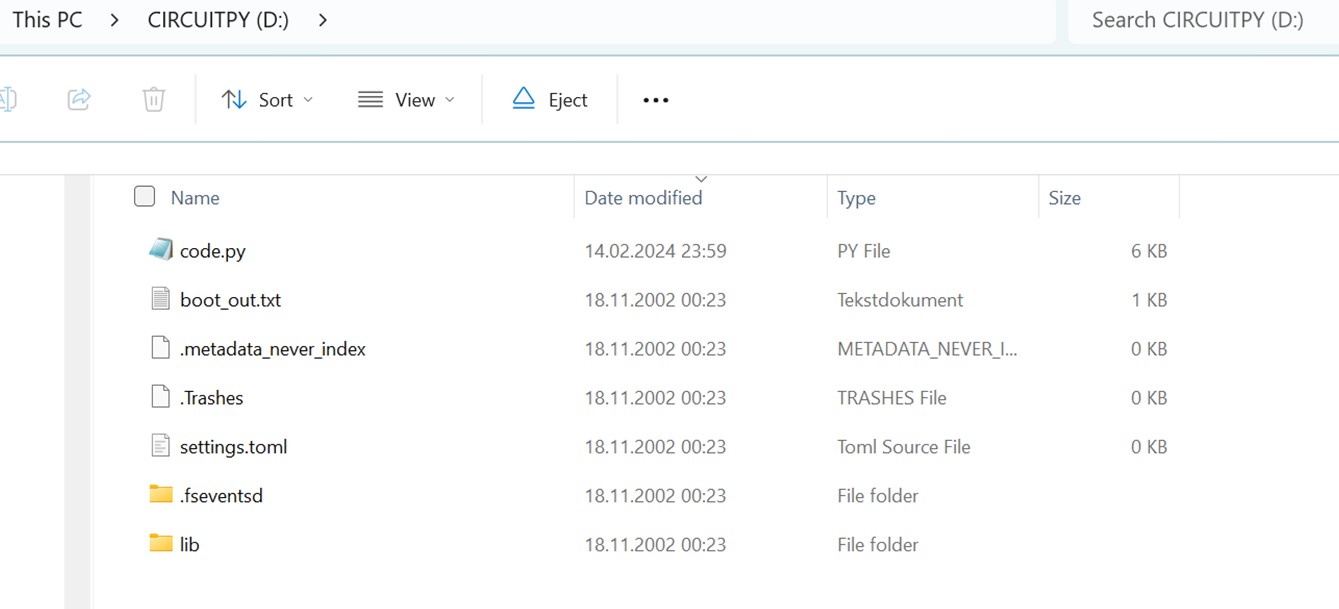 This PC > CIRCUITPY (D:) > Search CIRCUITPY (D:)
Sort View Eject ...
Name Date modified Type Size
code.py 14.02.2024 23:59 PY File 6 KB
boot_out.txt 18.11.2002 00:23 Tekstdokument 1 KB
.metadata_never_index 18.11.2002 00:23 METADATA_NEVER_I... 0 KB
.Trashes 18.11.2002 00:23 TRASHES File 0 KB
settings.toml 18.11.2002 00:23 Toml Source File 0 KB
.fseventsd 18.11.2002 00:23 File folder
lib 18.11.2002 00:23 File folder